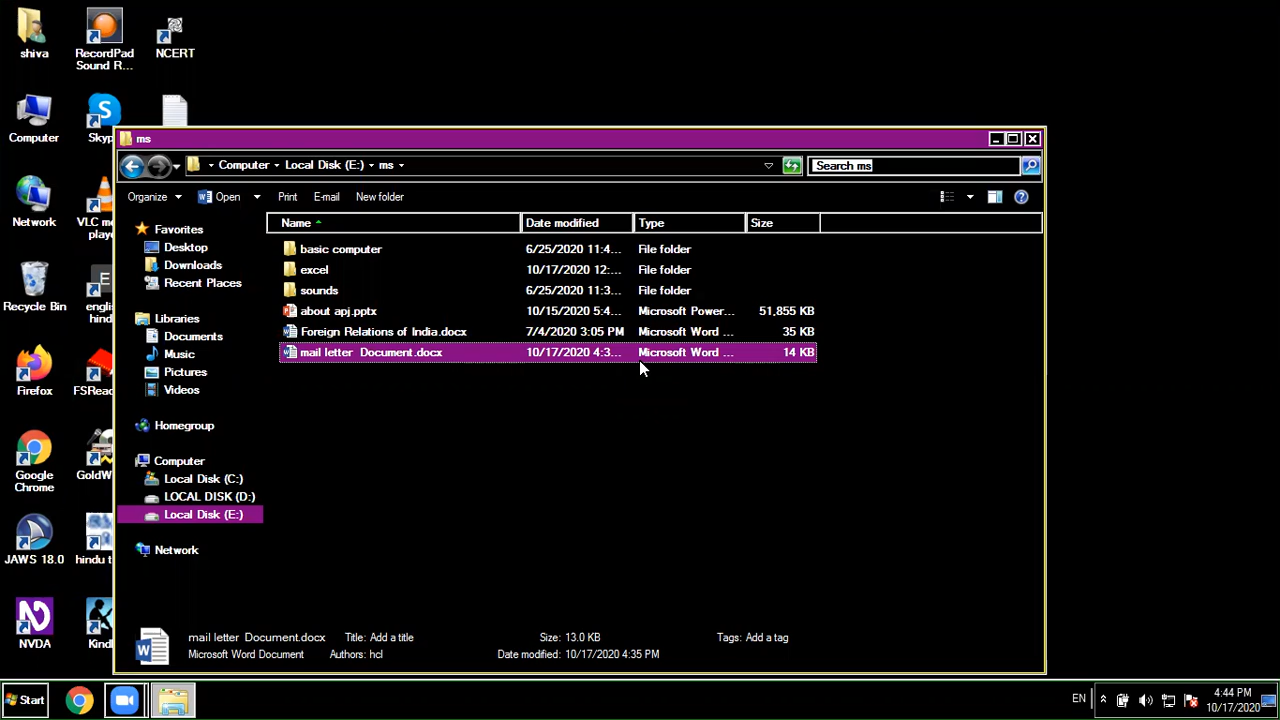 shiva
RecordPad
Sound R...
NCERT
Computer
Skyp
Network
VLC me
playe
Recycle Bin
E
english
hind
Firefox
FSRead
Google
Chrome
GoldW
JAWS 18.0
hindu t
NVDA
Kindl
ms
Computer
Local Disk (E:)
ms
Search ms
Organize
Open
Print
E-mail
New folder
Name
Date modified
Type
Size
basic computer 6/25/2020 11:4... File folder
excel 10/17/2020 12:... File folder
sounds 6/25/2020 11:3... File folder
about apj.pptx 10/15/2020 5:4... Microsoft Power... 51,855 KB
Foreign Relations of India.docx 7/4/2020 3:05 PM Microsoft Word ... 35 KB
mail letter Document.docx 10/17/2020 4:3... Microsoft Word ... 14 KB
Favorites
Desktop
Downloads
Recent Places
Libraries
Documents
Music
Pictures
Videos
Homegroup
Computer
Local Disk (C:)
LOCAL DISK (D:)
Local Disk (E:)
Network
mail letter Document.docx Title: Add a title Size: 13.0 KB Tags: Add a tag
Microsoft Word Document Authors: hcl Date modified: 10/17/2020 4:35 PM
Start
EN
4:44 PM
10/17/2020